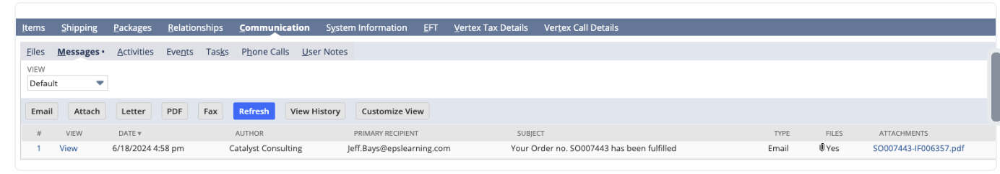 Items Shipping Packages Relationships Communication System Information EFT Vertex Tax Details Vertex Call Details
Files Messages • Activities Events Tasks Phone Calls User Notes
VIEW
Default
Email Attach Letter PDF Fax Refresh View History Customize View
# VIEW DATE ▼ AUTHOR PRIMARY RECIPIENT SUBJECT TYPE FILES ATTACHMENTS
1 View 6/18/2024 4:58 pm Catalyst Consulting Jeff.Bays@epslearning.com Your Order no. SO007443 has been fulfilled Email Yes SO007443-IF006357.pdf